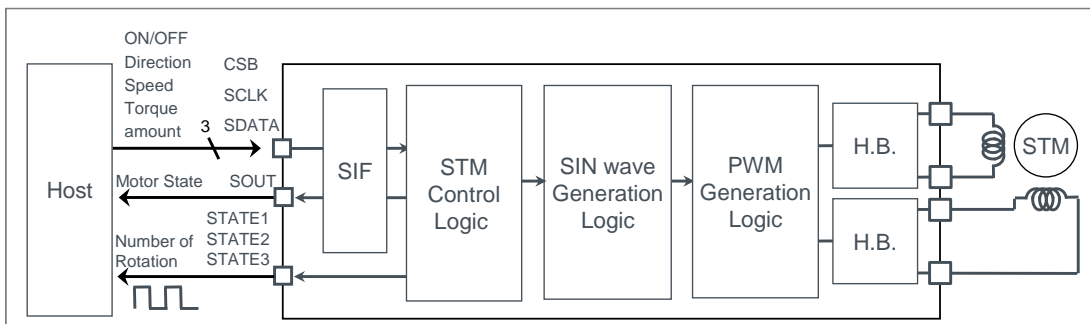 ON/OFF
Direction
Speed
Torque
amount
CSB
SCLK
SDATA
3
Host
Motor State
SOUT
STATE1
STATE2
STATE3
Number of
Rotation
SIF
STM
Control
Logic
SIN wave
Generation
Logic
PWM
Generation
Logic
H.B.
H.B.
STM